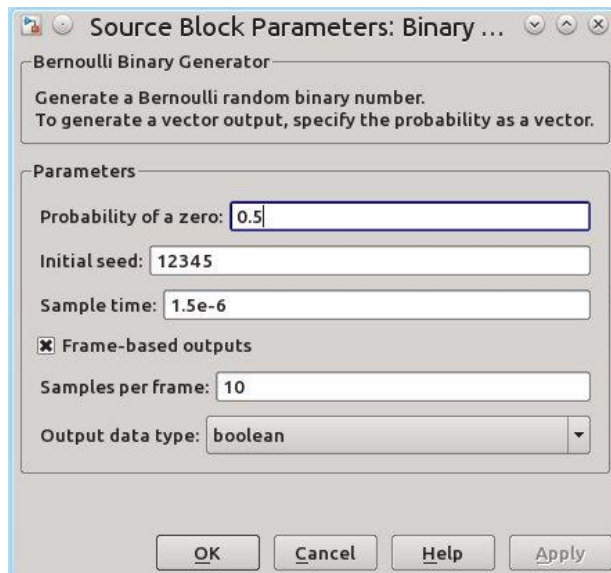 Source Block Parameters: Binary ...
Bernoulli Binary Generator
Generate a Bernoulli random binary number.
To generate a vector output, specify the probability as a vector.
Parameters
Probability of a zero: 0.5
Initial seed: 12345
Sample time: 1.5e-6
Frame-based outputs
Samples per frame: 10
Output data type: boolean
OK Cancel Help Apply